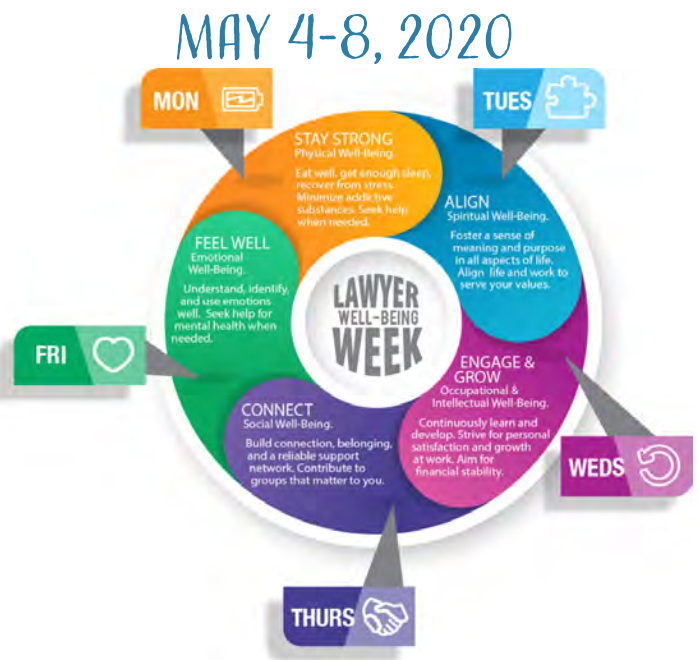 MAY 4-8, 2020
MON
TUES
STAY STRONG
Physical Well-Being.
Eat well, get enough sleep,
recover from stress.
Minimize addictive
substances. Seek help
when needed.
ALIGN
Spiritual Well-Being.
Foster a sense of
meaning and purpose
in all aspects of life.
Align life and work to
serve your values.
FEEL WELL
Emotional
Well-Being.
Understand, identify,
and use emotions
well. Seek help for
mental health when
needed.
LAWYER
WELL-BEING
WEEK
FRI
ENGAGE &
GROW
Occupational &
Intellectual Well-Being.
Continuously learn and
develop. Strive for personal
satisfaction and growth
at work. Aim for
financial stability.
CONNECT
Social Well-Being.
Build connection, belonging,
and a reliable support
network. Contribute to
groups that matter to you.
WEDS
THURS